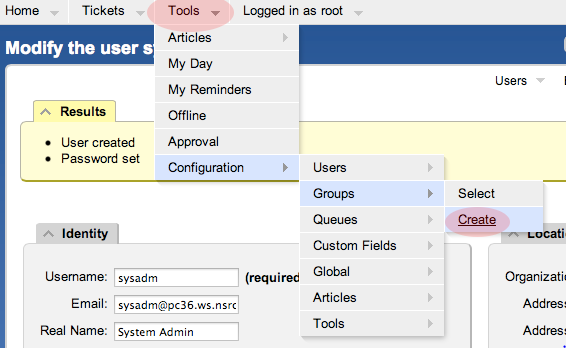 Home Tickets Tools Logged in as root
Modify the user sy
Articles
My Day
My Reminders
Offline
Approval
Configuration
Users
Results
User created
Password set
Users
Groups
Queues
Custom Fields
Global
Articles
Tools
Select
Create
Identity
Username: sysadm (required
Email: sysadm@pc36.ws.nsrc
Real Name: System Admin
Locatio
Organizatio
Addres
Address